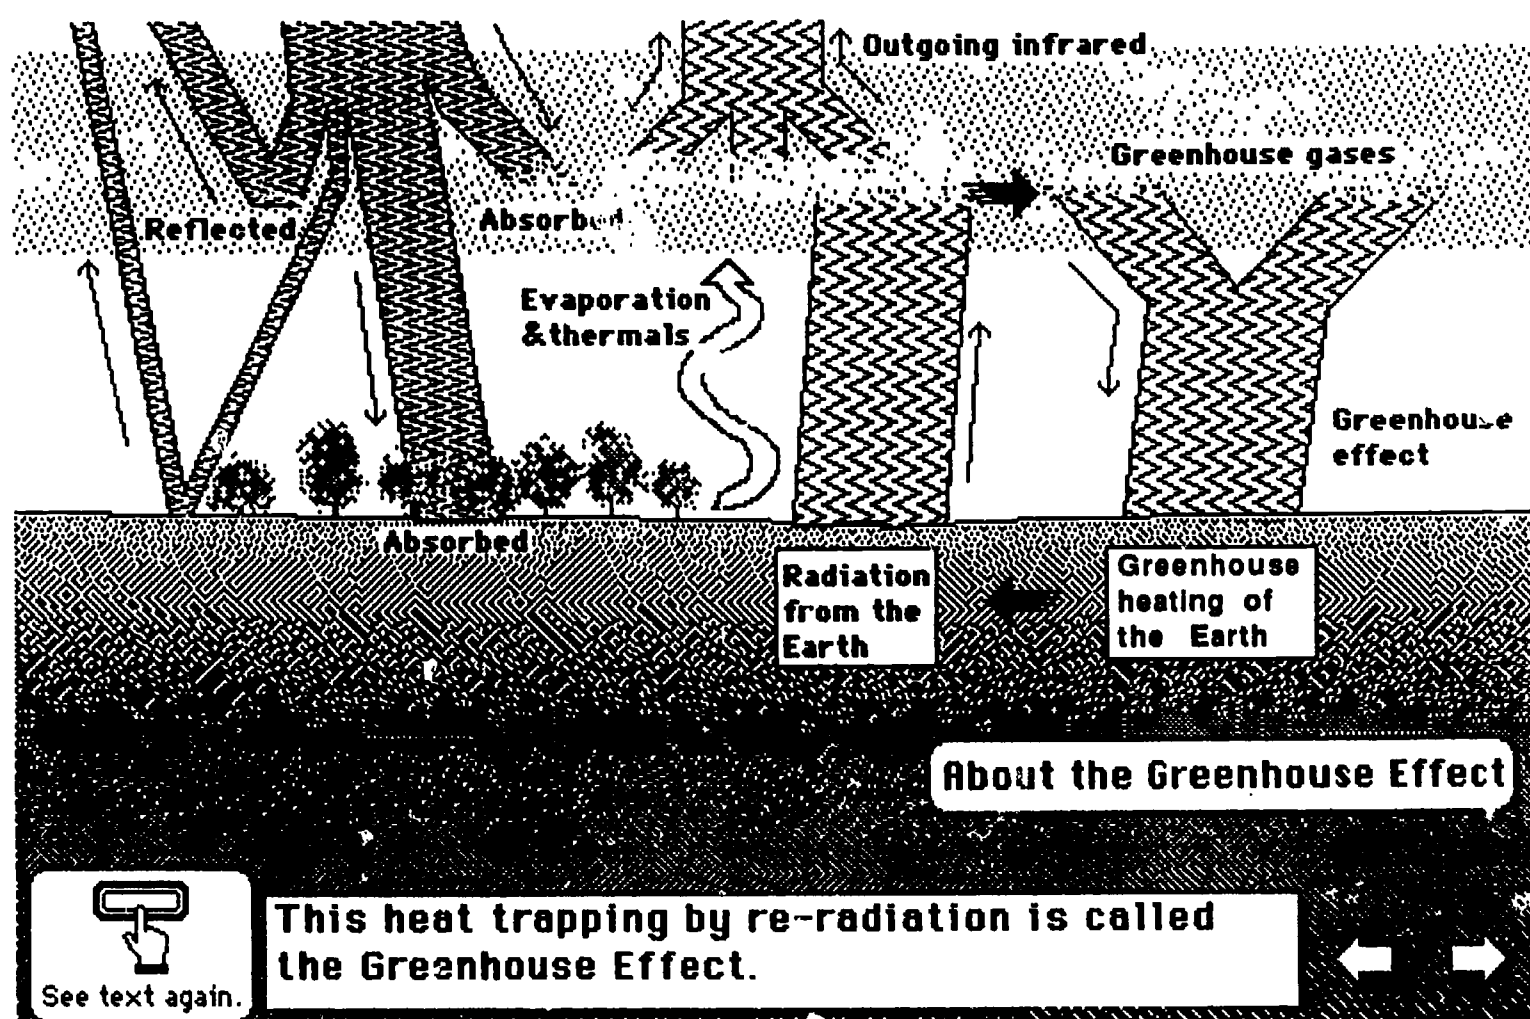 Outgoing infrared
Greenhouse gases
Reflected
Absorbed
Evaporation
&thermals
Greenhouse
effect
Absorbed
Radiation
from the
Earth
Greenhouse
heating of
the Earth
About the Greenhouse Effect
This heat trapping by re-radiation is called
the Greenhouse Effect.
See text again.